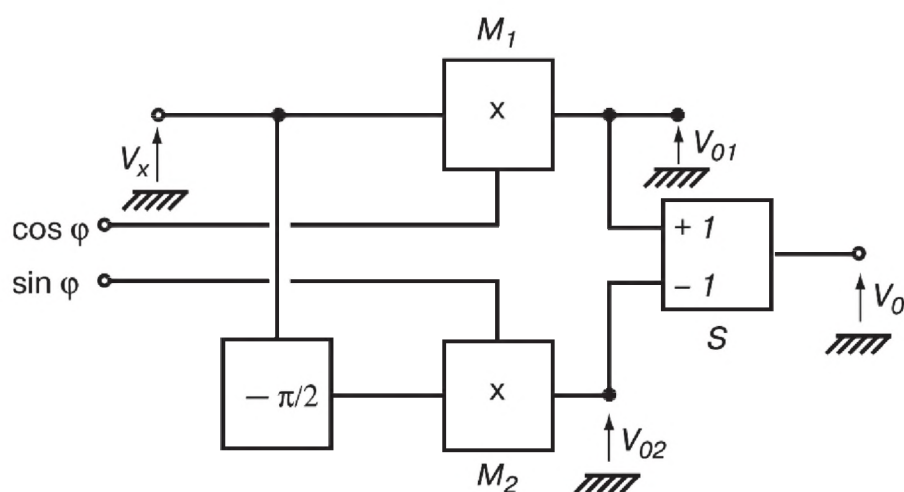 M1
x
Vx
V01
cos φ
+ 1
sin φ
– 1
V0
S
– π/2
x
V02
M2